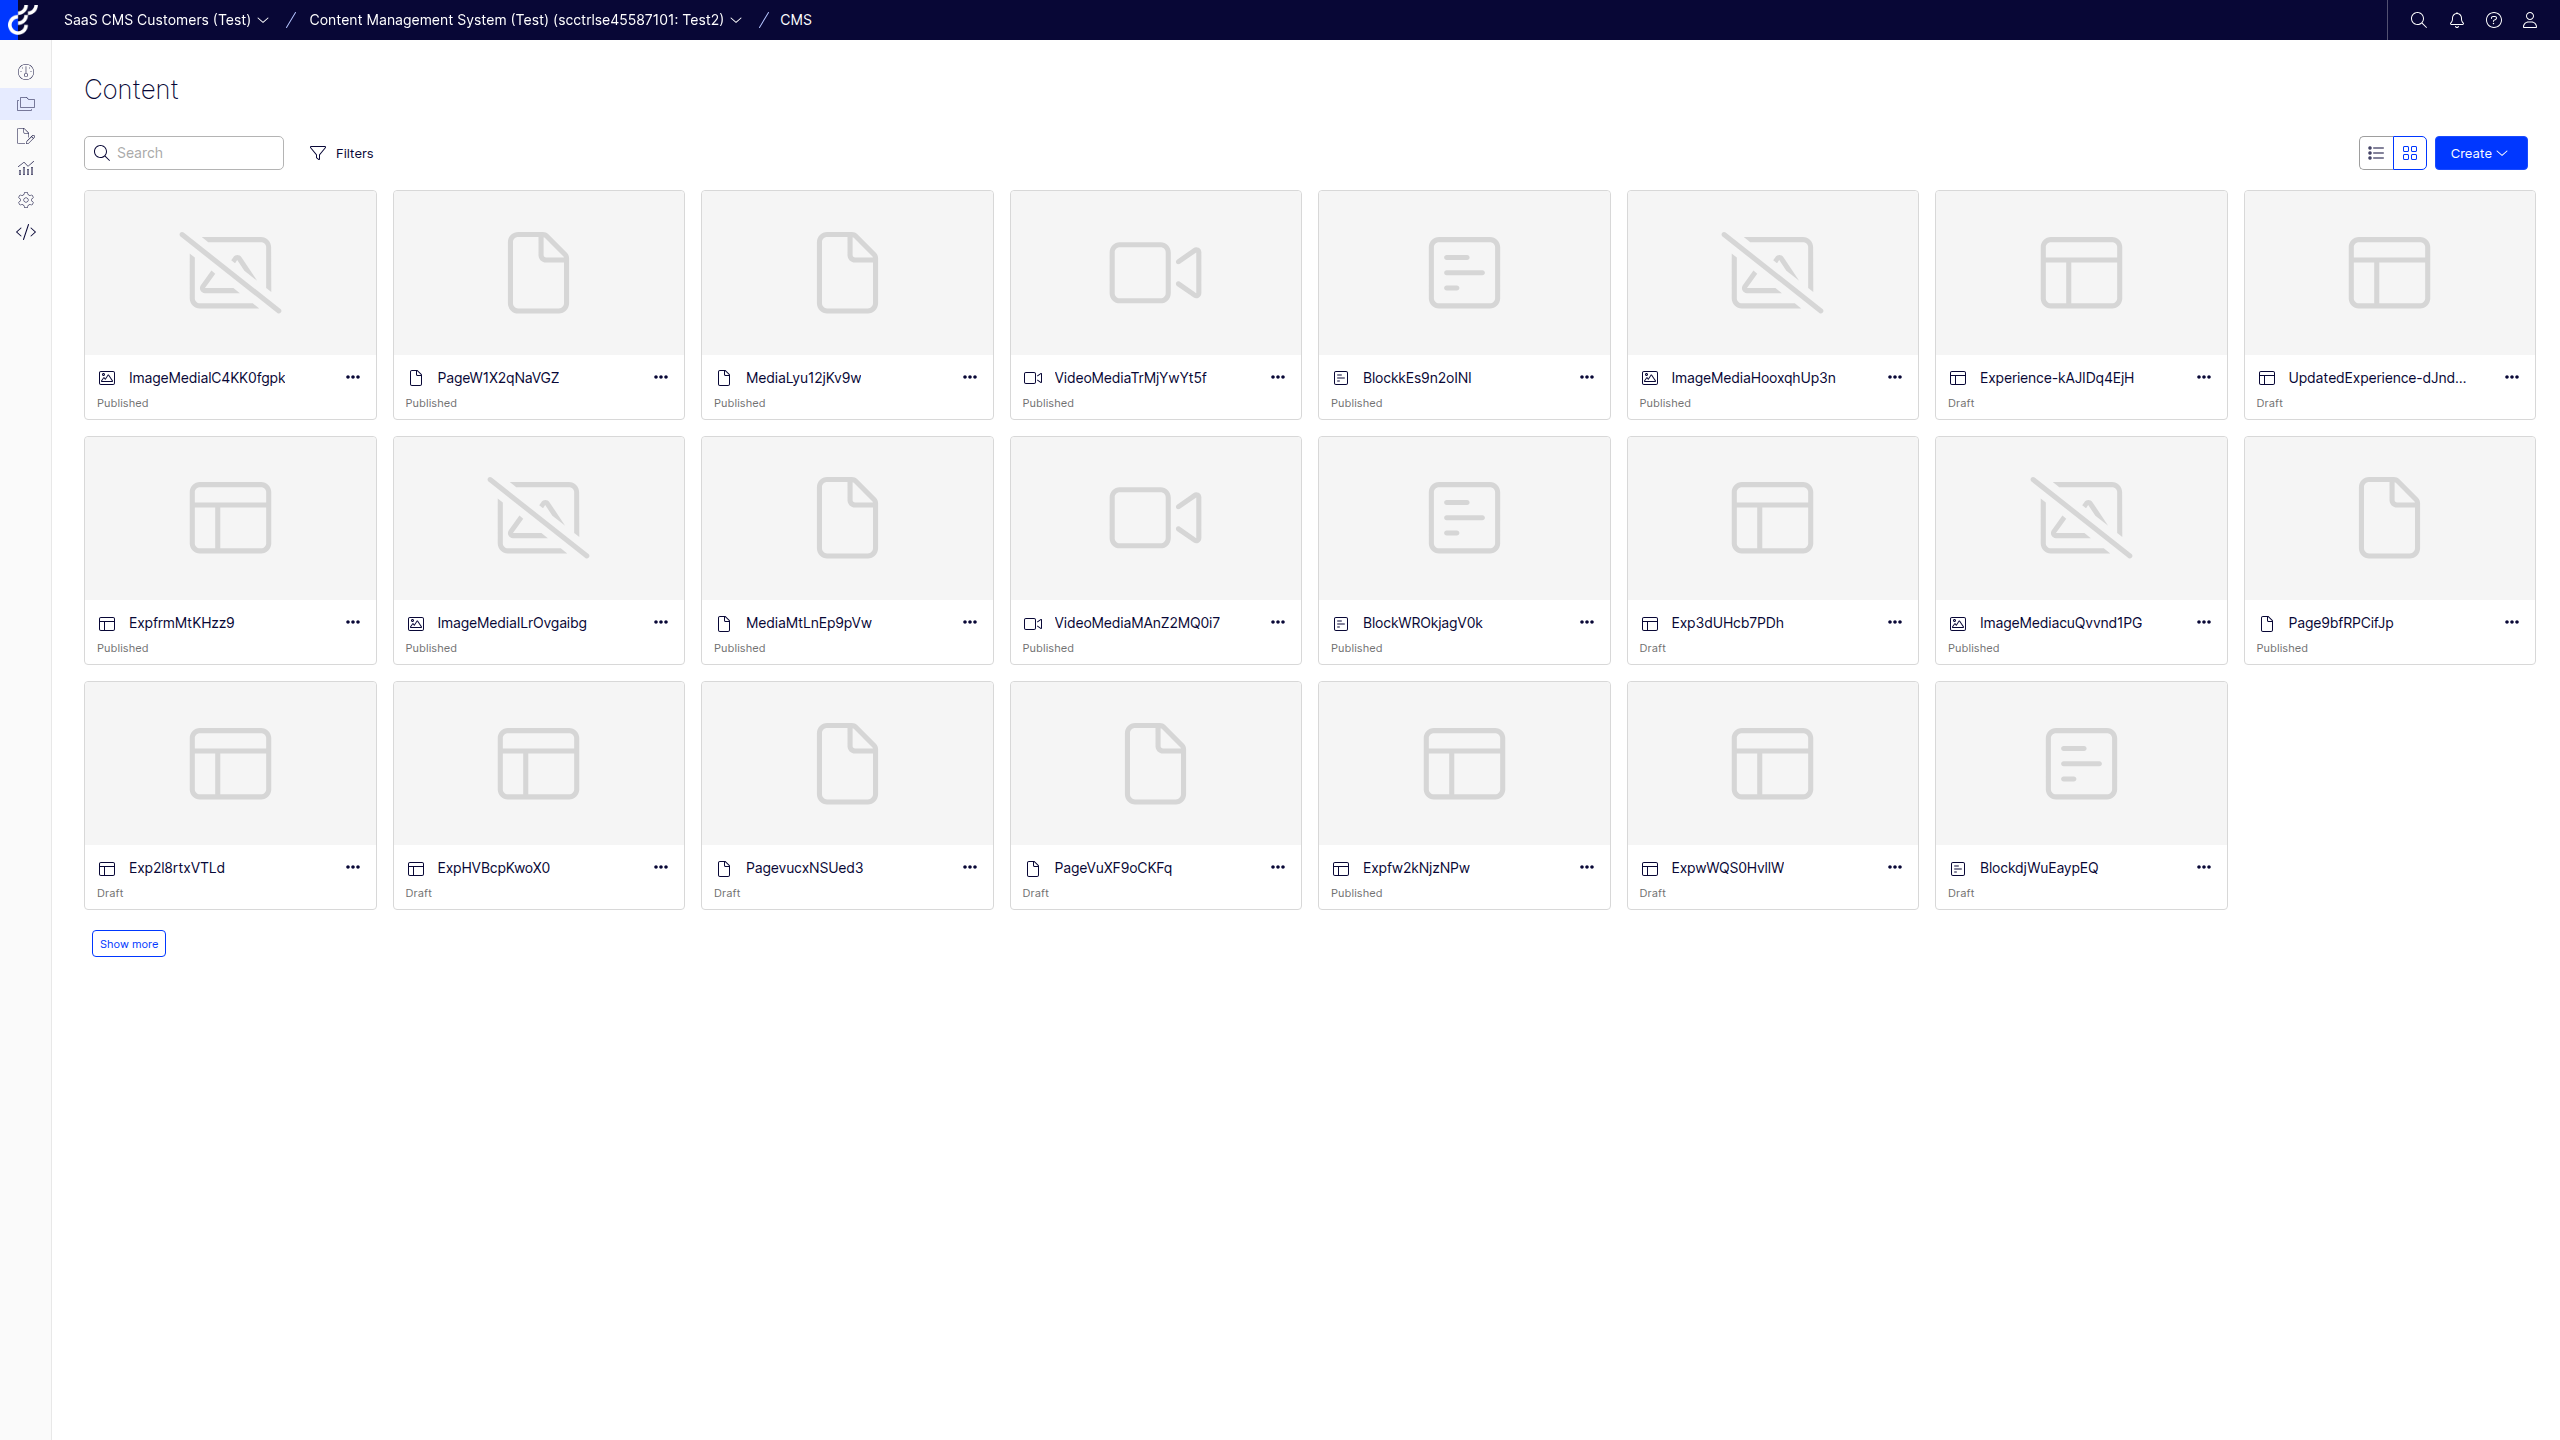 SaaS CMS Customers (Test) / Content Management System (Test) (scctrlse45587101: Test2) / CMS
Content
Search Filters Create
ImageMedialC4KK0fgpk PageW1X2qNaVGZ MediaLyu12jKv9w VideoMediaTrMjYwYt5f BlockkEs9n2olNl ImageMediaHooxqhUp3n Experience-kAJlDq4EjH UpdatedExperience-dJnd...
Published Published Published Published Published Published Draft Draft
ExpfrmMtKHzz9 ImageMedialLrOvgaibg MediaMtLnEp9pVw VideoMediaMAnZ2MQ0i7 BlockWROkjagV0k Exp3dUHcb7PDh ImageMediacuQvvnd1PG Page9bfRPCifJp
Published Published Published Published Published Draft Published Published
Exp2l8rtxVTLd ExpHVBcpKwoX0 PagevucxNSUed3 PageVuXF9oCKFq Expfw2kNjzNPw ExpwWQS0HvllW BlockdjWuEaypEQ
Draft Draft Draft Draft Published Draft Draft
Show more